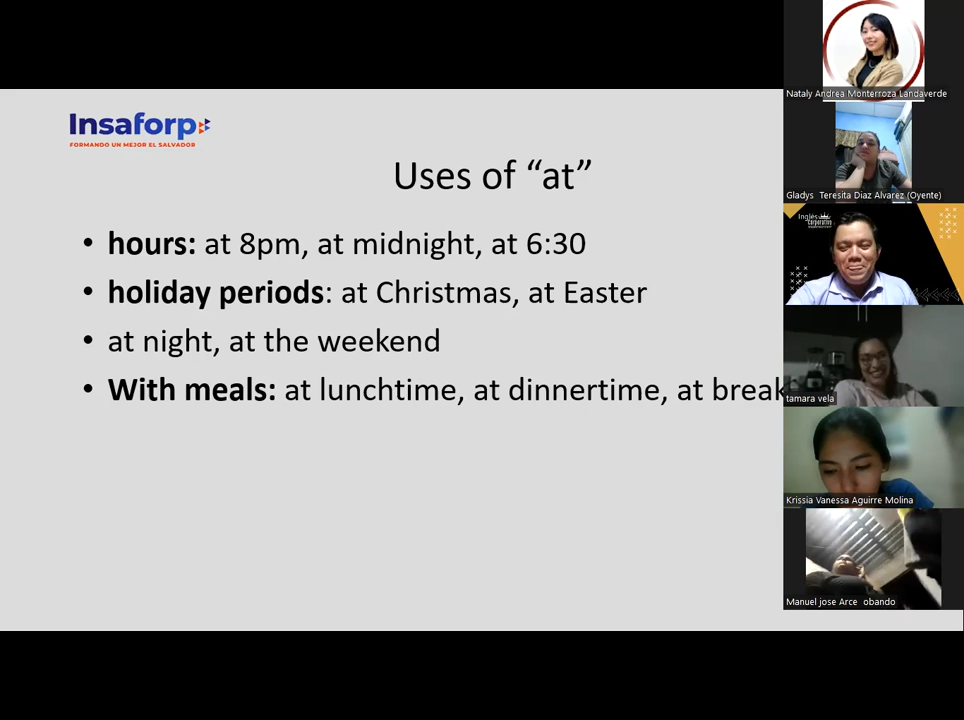 Insaforp
FORMANDO UN MEJOR EL SALVADOR
Uses of “at”
• hours: at 8pm, at midnight, at 6:30
• holiday periods: at Christmas, at Easter
• at night, at the weekend
• With meals: at lunchtime, at dinnertime, at break
Nataly Andrea Monterroza Landaverde
Gladys Teresita Diaz Alvarez (Oyente)
Corporativo
tamara vela
Krissia Vanessa Aguirre Molina
Manuel jose Arce obando